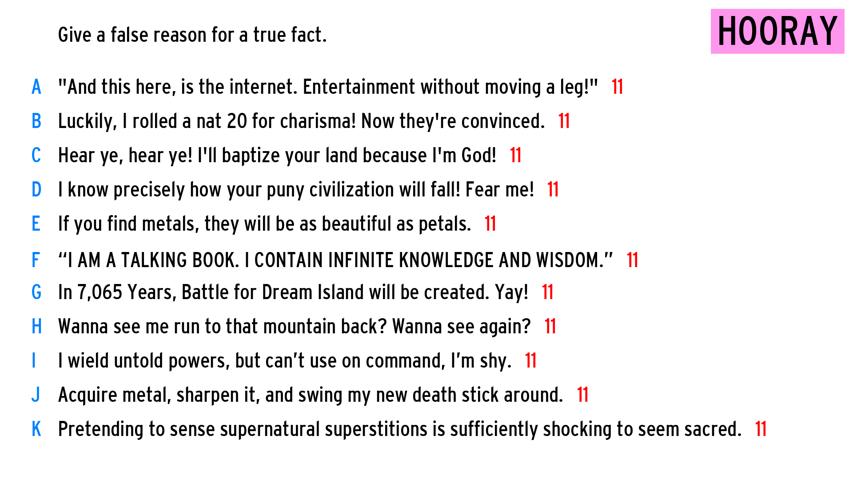 Give a false reason for a true fact.
HOORAY
A "And this here, is the internet. Entertainment without moving a leg!" 11
B Luckily, I rolled a nat 20 for charisma! Now they're convinced. 11
C Hear ye, hear ye! I'll baptize your land because I'm God! 11
D I know precisely how your puny civilization will fall! Fear me! 11
E If you find metals, they will be as beautiful as petals. 11
F “I AM A TALKING BOOK. I CONTAIN INFINITE KNOWLEDGE AND WISDOM.” 11
G In 7,065 Years, Battle for Dream Island will be created. Yay! 11
H Wanna see me run to that mountain back? Wanna see again? 11
I I wield untold powers, but can’t use on command, I’m shy. 11
J Acquire metal, sharpen it, and swing my new death stick around. 11
K Pretending to sense supernatural superstitions is sufficiently shocking to seem sacred. 11